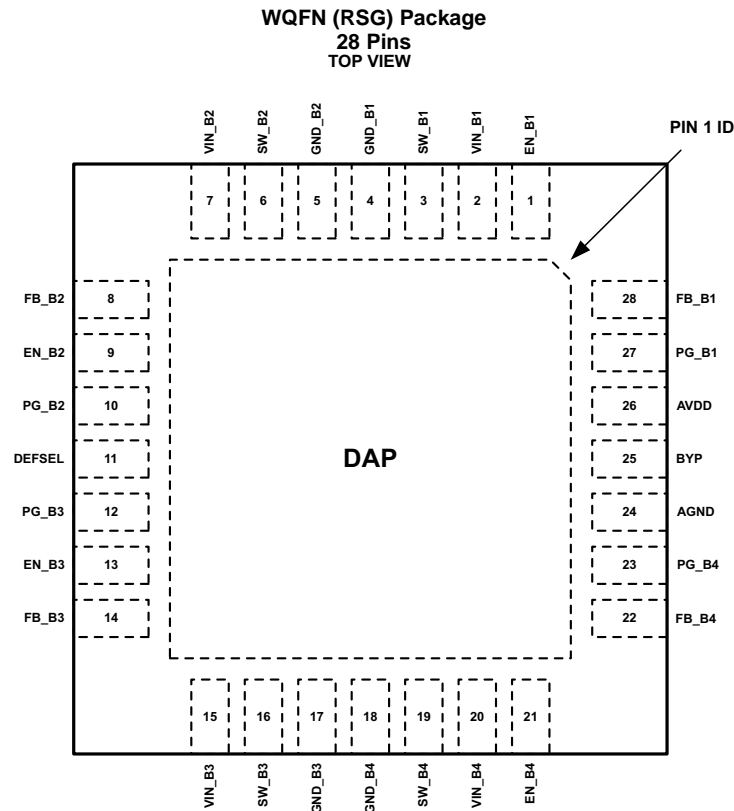 WQFN (RSG) Package
28 Pins
TOP VIEW
VIN_B2
SW_B2
GND_B2
GND_B1
SW_B1
VIN_B1
EN_B1
PIN 1 ID
7
6
5
4
3
2
1
FB_B2 8
28 FB_B1
EN_B2 9
27 PG_B1
PG_B2 10
26 AVDD
DEFSEL 11
DAP
25 BYP
PG_B3 12
24 AGND
EN_B3 13
23 PG_B4
FB_B3 14
22 FB_B4
15
16
17
18
19
20
21
VIN_B3
SW_B3
GND_B3
GND_B4
SW_B4
VIN_B4
EN_B4